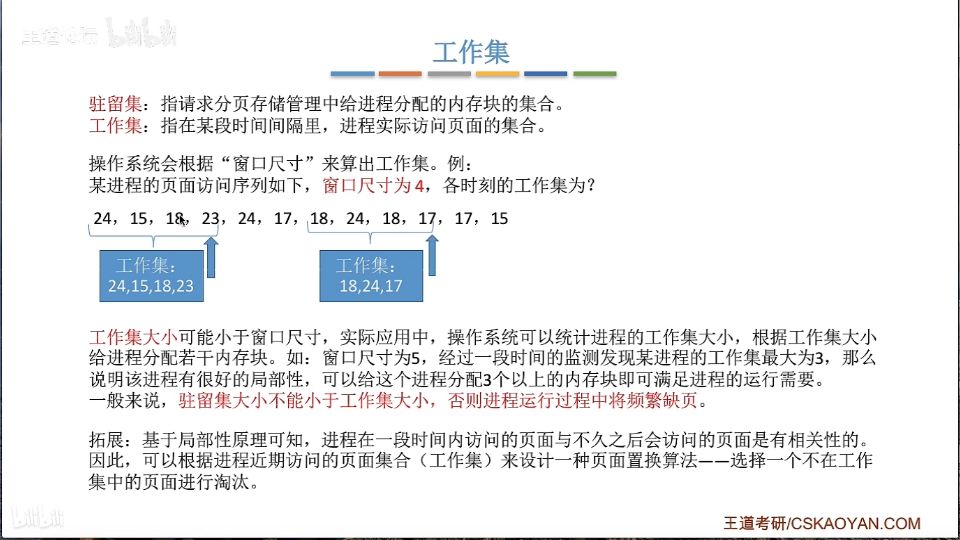 王道考研 bilibili
工作集
驻留集：指请求分页存储管理中给进程分配的内存块的集合。
工作集：指在某段时间间隔里，进程实际访问页面的集合。
操作系统会根据“窗口尺寸”来算出工作集。例：
某进程的页面访问序列如下，窗口尺寸为 4，各时刻的工作集为？
24，15，18，23，24，17，18，24，18，17，17，15
工作集：
24,15,18,23
工作集：
18,24,17
工作集大小可能小于窗口尺寸，实际应用中，操作系统可以统计进程的工作集大小，根据工作集大小
给进程分配若干内存块。如：窗口尺寸为5，经过一段时间的监测发现某进程的工作集最大为3，那么
说明该进程有很好的局部性，可以给这个进程分配3个以上的内存块即可满足进程的运行需要。
一般来说，驻留集大小不能小于工作集大小，否则进程运行过程中将频繁缺页。
拓展：基于局部性原理可知，进程在一段时间内访问的页面与不久之后会访问的页面是有相关性的。
因此，可以根据进程近期访问的页面集合（工作集）来设计一种页面置换算法——选择一个不在工作
集中的页面进行淘汰。
bilibili
王道考研/CSKAOYAN.COM